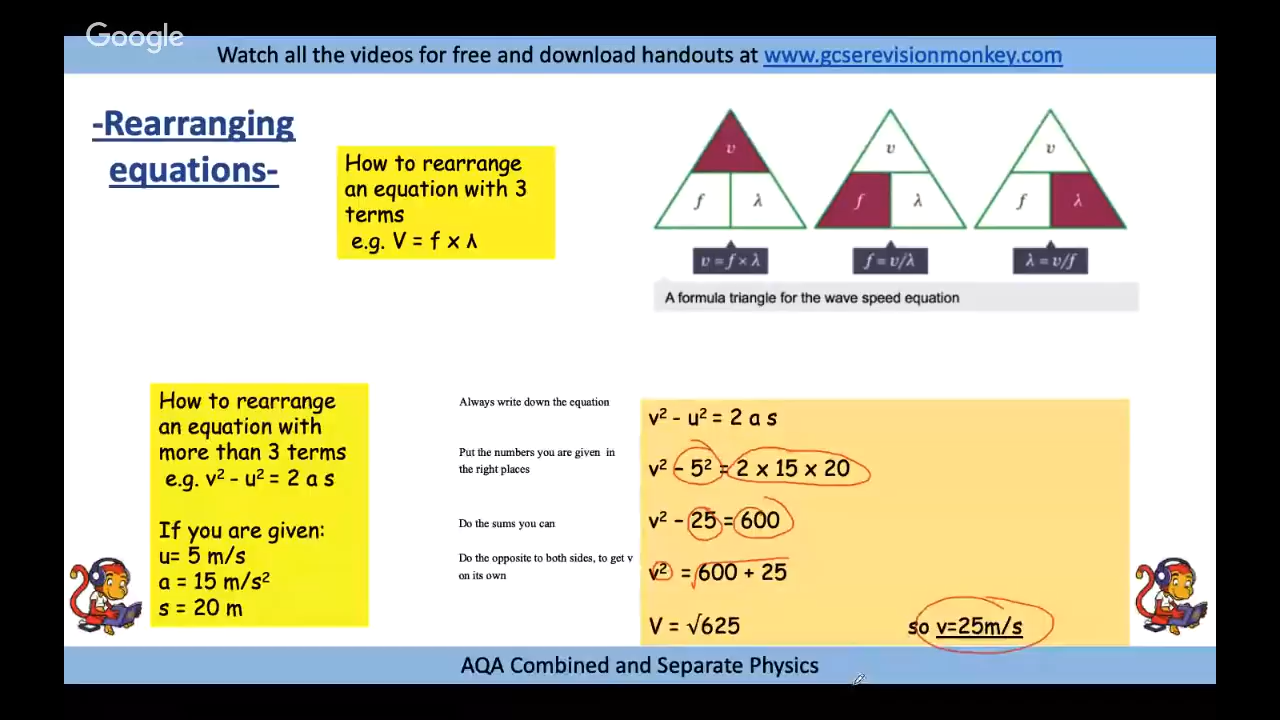 Google
Watch all the videos for free and download handouts at www.gcserevisionmonkey.com
-Rearranging
equations-
How to rearrange
an equation with 3
terms
e.g. V = f x λ
v
f λ
v = f × λ
v
f λ
f = v/λ
v
f λ
λ = v/f
A formula triangle for the wave speed equation
How to rearrange
an equation with
more than 3 terms
e.g. v² - u² = 2 a s
If you are given:
u= 5 m/s
a = 15 m/s²
s = 20 m
Always write down the equation
Put the numbers you are given in
the right places
Do the sums you can
Do the opposite to both sides, to get v
on its own
v² - u² = 2 a s
v² - 5² = 2 x 15 x 20
v² - 25 = 600
v² = 600 + 25
V = √625 so v=25m/s
AQA Combined and Separate Physics